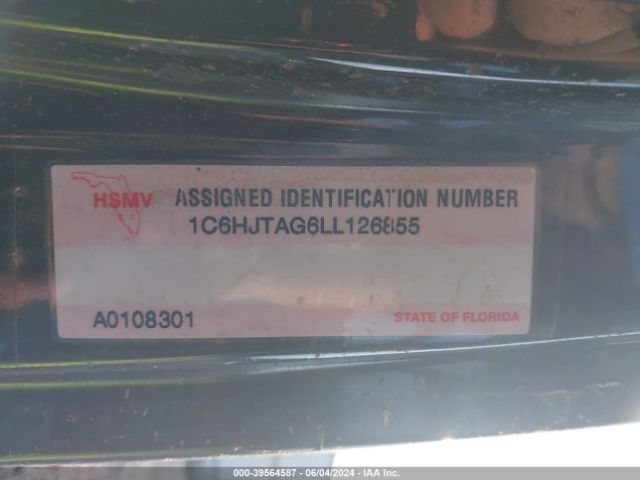 HSMV ASSIGNED IDENTIFICATION NUMBER
1C6HJTAG6LL126855
A0108301 STATE OF FLORIDA
000-39564587 - 06/04/2024 - IAA Inc.